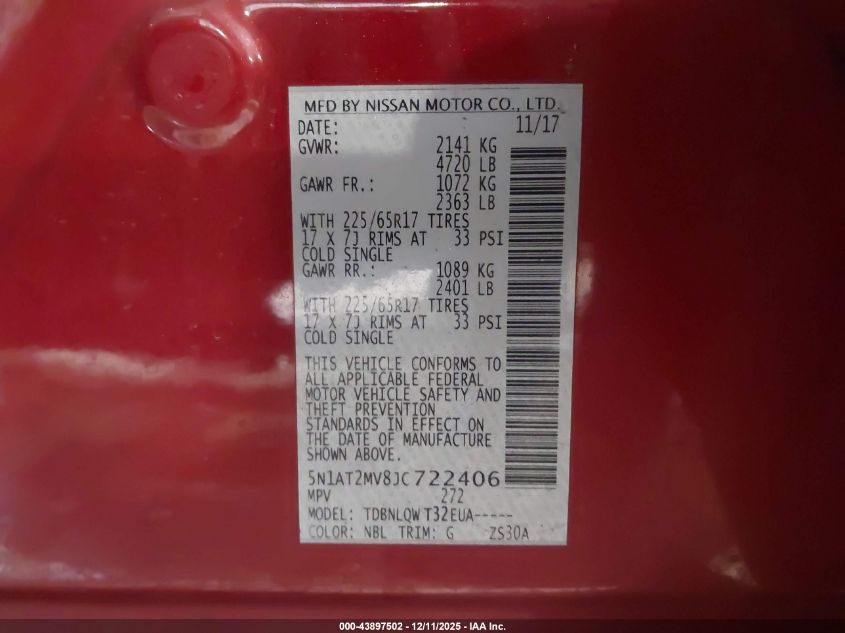 MFD BY NISSAN MOTOR CO., LTD.
DATE: 11/17
GVWR: 2141 KG
4720 LB
GAWR FR.: 1072 KG
2363 LB
WITH 225/65R17 TIRES
17 X 7J RIMS AT 33 PSI
COLD SINGLE
GAWR RR.: 1089 KG
2401 LB
WITH 225/65R17 TIRES
17 X 7J RIMS AT 33 PSI
COLD SINGLE
THIS VEHICLE CONFORMS TO
ALL APPLICABLE FEDERAL
MOTOR VEHICLE SAFETY AND
THEFT PREVENTION
STANDARDS IN EFFECT ON
THE DATE OF MANUFACTURE
SHOWN ABOVE.
5N1AT2MV8JC722406
MPV 272
MODEL: TDBNLQW T32EUA-----
COLOR: NBL TRIM: G ZS30A
000-43897502 - 12/11/2025 - IAA Inc.